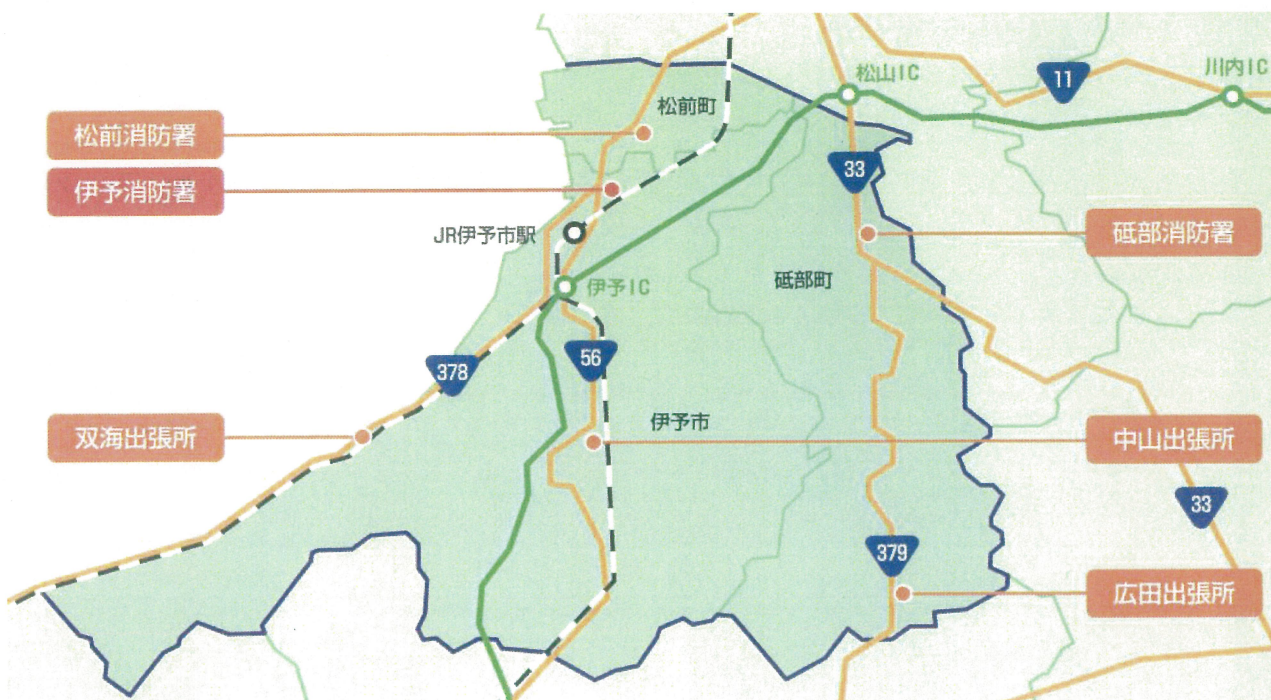 松山IC
11
川内IC
松前町
松前消防署
33
伊予消防署
JR伊予市駅
砥部消防署
砥部町
伊予IC
56
378
双海出張所
伊予市
中山出張所
33
379
広田出張所